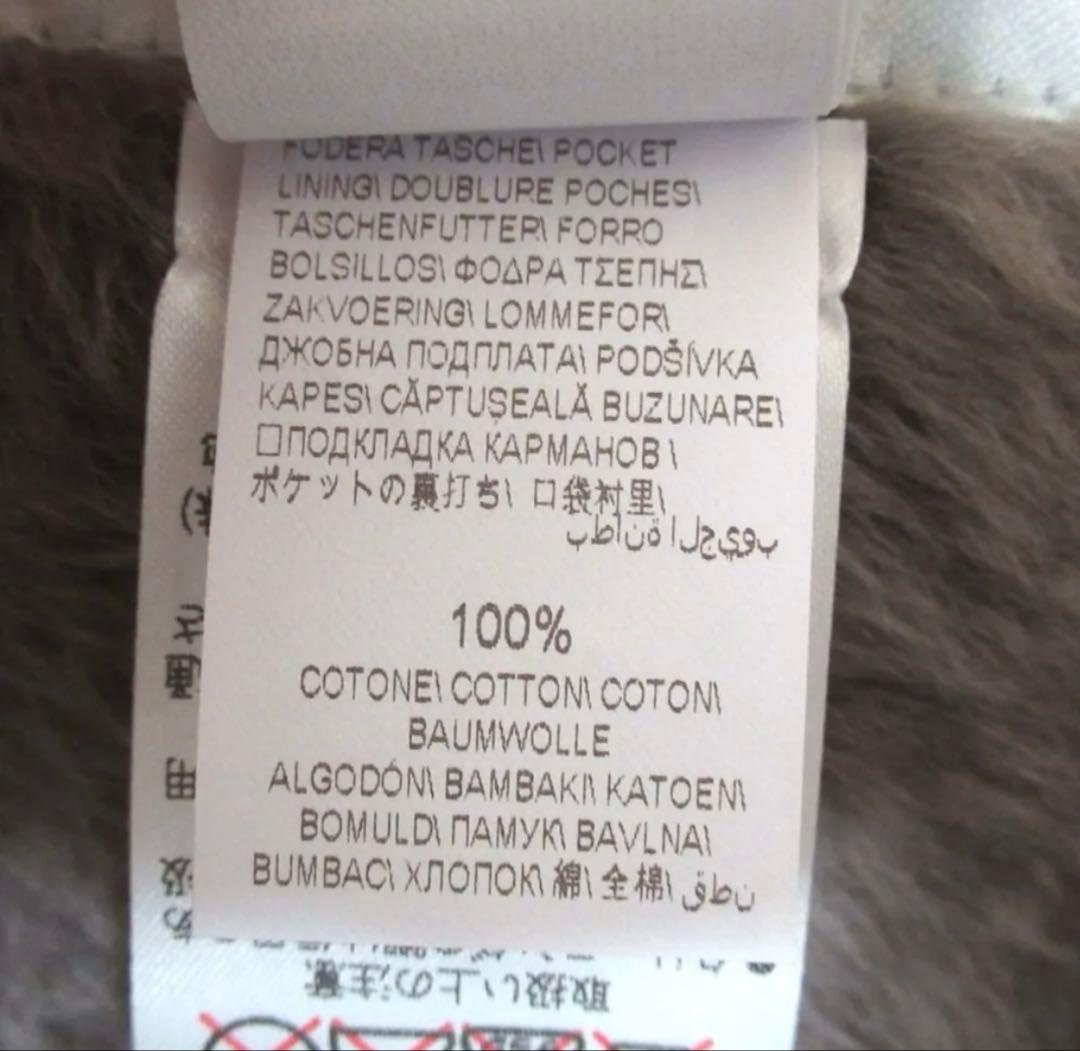 FODERA TASCHE\ POCKET
LINING\ DOUBLURE POCHES\
TASCHENFUTTER\ FORRO
BOLSILLOS\ ΦΟΔΡΑ ΤΣΕΠΗΣ\
ZAKVOERING\ LOMMEFOR\
ДЖОБНА ПОДПЛАТА\ PODŠÍVKA
KAPES\ CĂPTUȘEALĂ BUZUNARE\
□ПОДКЛАДКА КАРМАНОВ\
ポケットの裏打ち\ 口袋衬里\
بطانة الجيوب
100%
COTONE\ COTTON\ COTON\
BAUMWOLLE
ALGODÓN\ BAMBAKI\ KATOEN\
BOMULD\ ПАМУК\ BAVLNA\
BUMBAC\ ХЛОПОК\ 綿\ 全棉\ قطن
取扱い上の注意